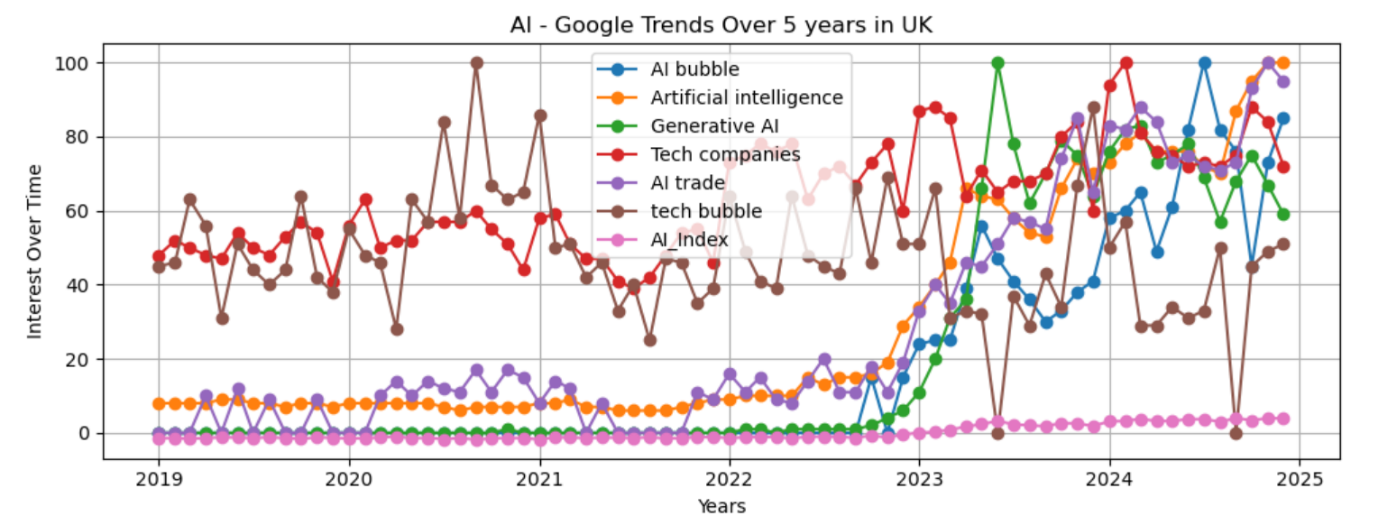 AI - Google Trends Over 5 years in UK
100
80
60
40
20
0
Interest Over Time
AI bubble
Artificial intelligence
Generative AI
Tech companies
AI trade
tech bubble
AI_Index
2019 2020 2021 2022 2023 2024 2025
Years